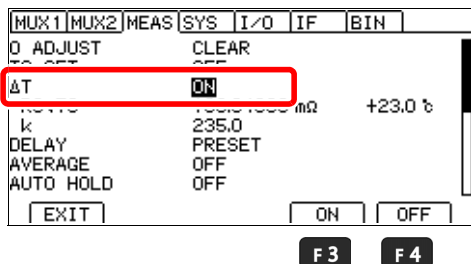 MUX1 MUX2 MEAS SYS I/O IF BIN
0 ADJUST CLEAR
ΔT ON
mΩ +23.0 ℃
k 235.0
DELAY PRESET
AVERAGE OFF
AUTO HOLD OFF
EXIT ON OFF
F3 F4